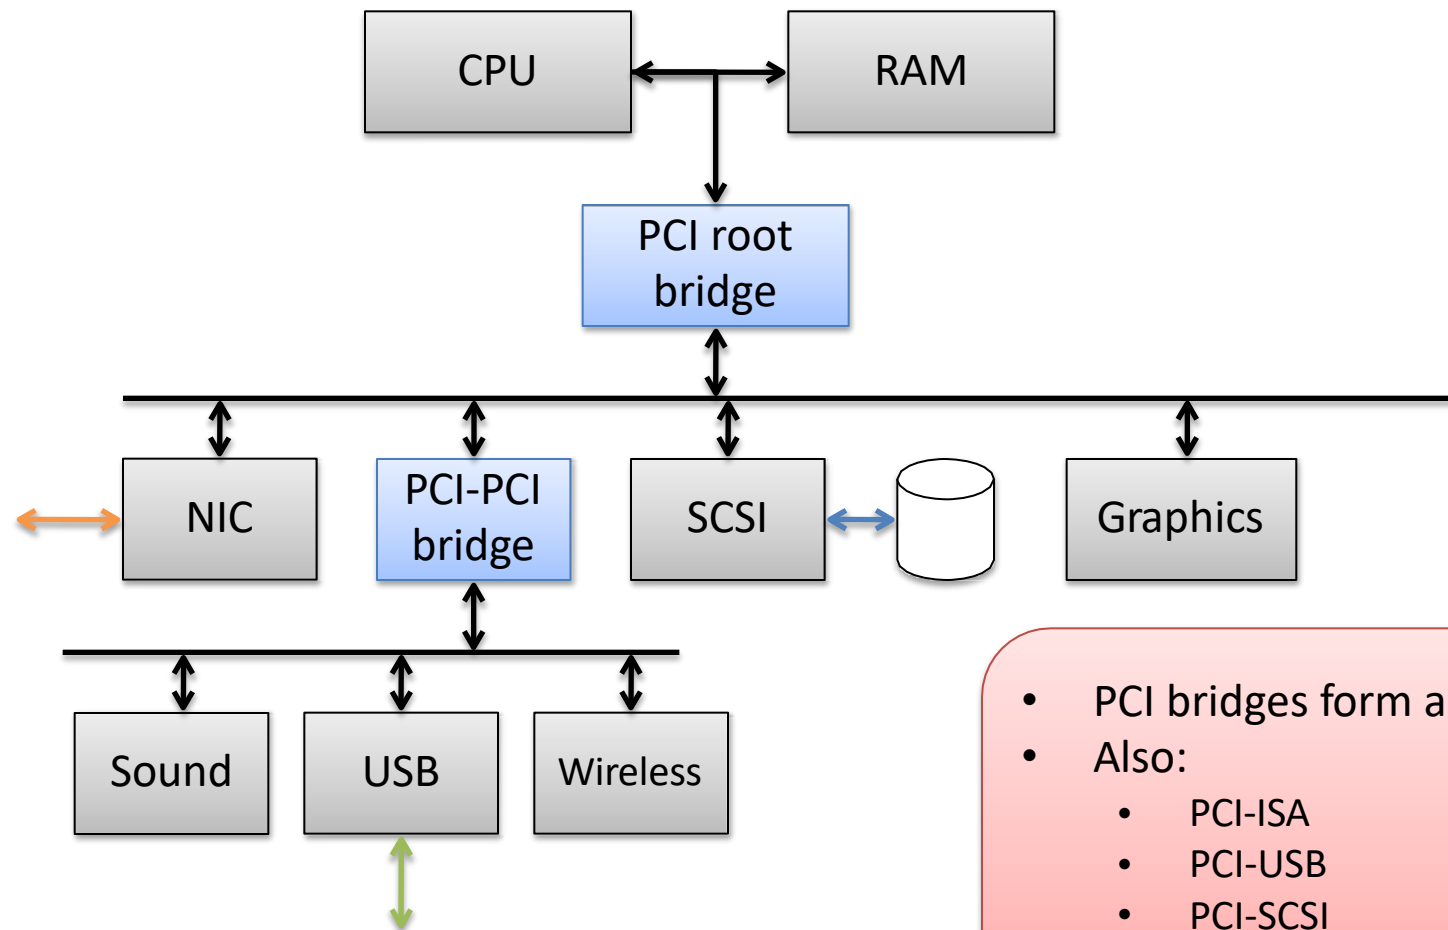 CPU
RAM
PCI root
bridge
NIC
PCI-PCI
bridge
SCSI
Graphics
Sound
USB
Wireless
• PCI bridges form a
• Also:
• PCI-ISA
• PCI-USB
• PCI-SCSI